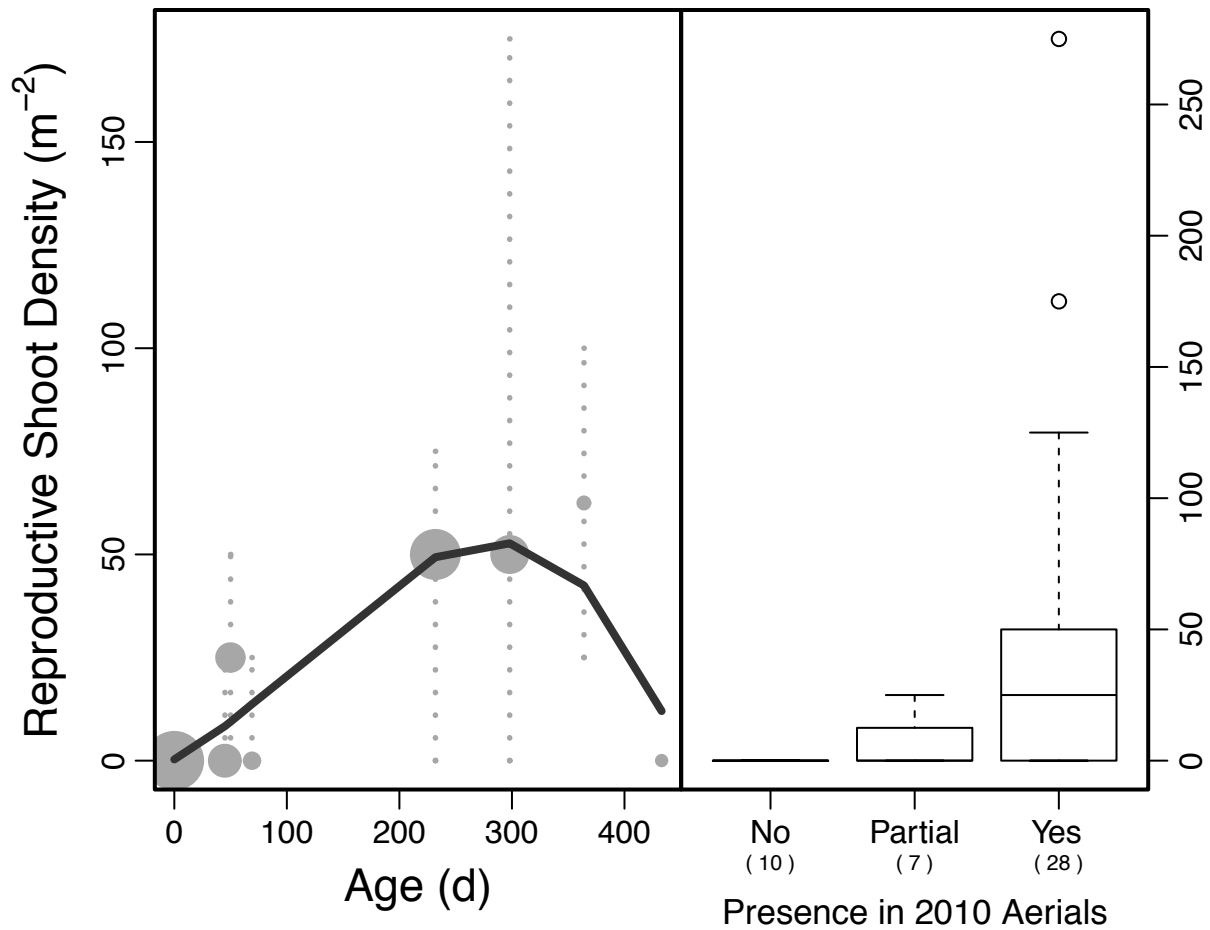 Reproductive Shoot Density (m−2)
150
100
50
0
0 100 200 300 400
Age (d)
250
200
150
100
50
0
No Partial Yes
( 10 ) ( 7 ) ( 28 )
Presence in 2010 Aerials